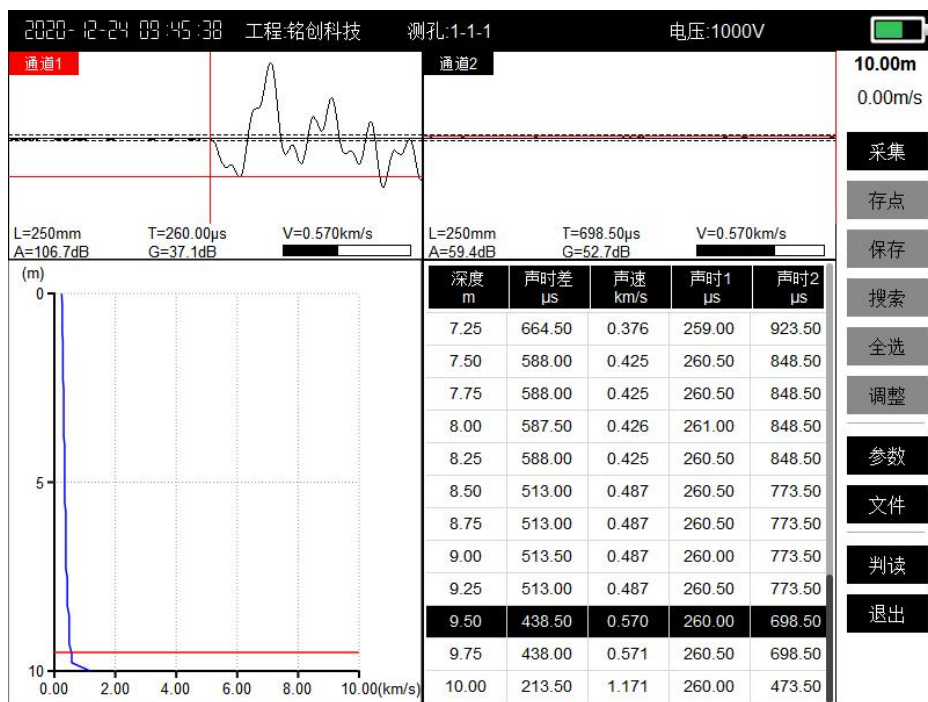 2020-12-24 09:45:38 工程:铭创科技 测孔:1-1-1 电压:1000V
通道1
L=250mm T=260.00μs V=0.570km/s
A=106.7dB G=37.1dB
通道2
L=250mm T=698.50μs V=0.570km/s
A=59.4dB G=52.7dB
10.00m
0.00m/s
采集
存点
保存
搜索
全选
调整
参数
文件
判读
退出
(m)
0
5
10
0.00 2.00 4.00 6.00 8.00 10.00(km/s)
深度 声时差 声速 声时1 声时2
m μs km/s μs μs
7.25 664.50 0.376 259.00 923.50
7.50 588.00 0.425 260.50 848.50
7.75 588.00 0.425 260.50 848.50
8.00 587.50 0.426 261.00 848.50
8.25 588.00 0.425 260.50 848.50
8.50 513.00 0.487 260.50 773.50
8.75 513.00 0.487 260.50 773.50
9.00 513.50 0.487 260.00 773.50
9.25 513.00 0.487 260.50 773.50
9.50 438.50 0.570 260.00 698.50
9.75 438.00 0.571 260.50 698.50
10.00 213.50 1.171 260.00 473.50